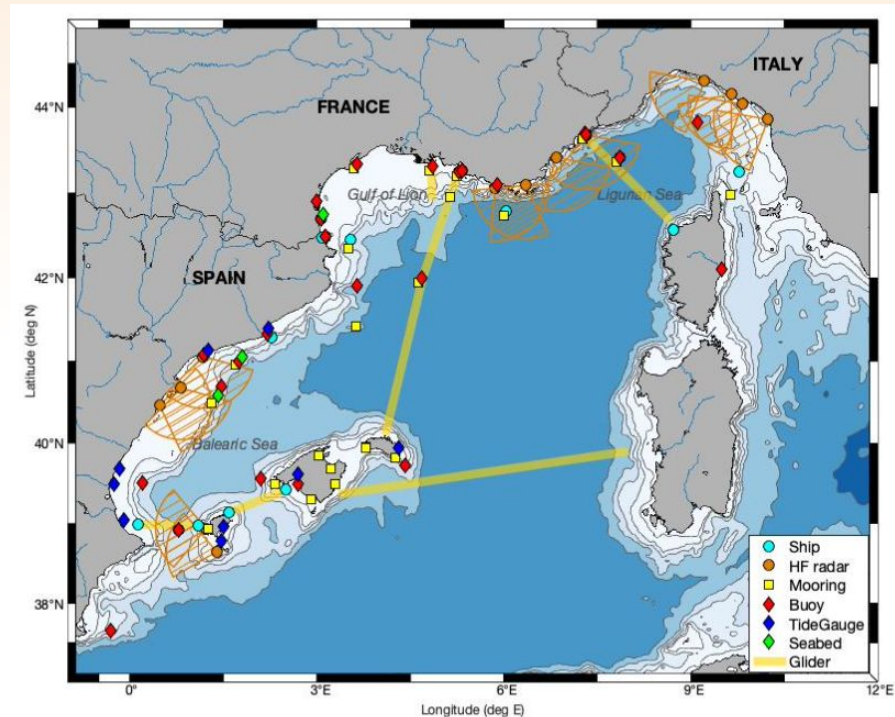 ITALY
FRANCE
44°N
Gulf of Lion
Ligurian Sea
SPAIN
42°N
Latitude (deg N)
Balearic Sea
40°N
38°N
Ship
HF radar
Mooring
Buoy
TideGauge
Seabed
Glider
0°
3°E
6°E
9°E
12°E
Longitude (deg E)